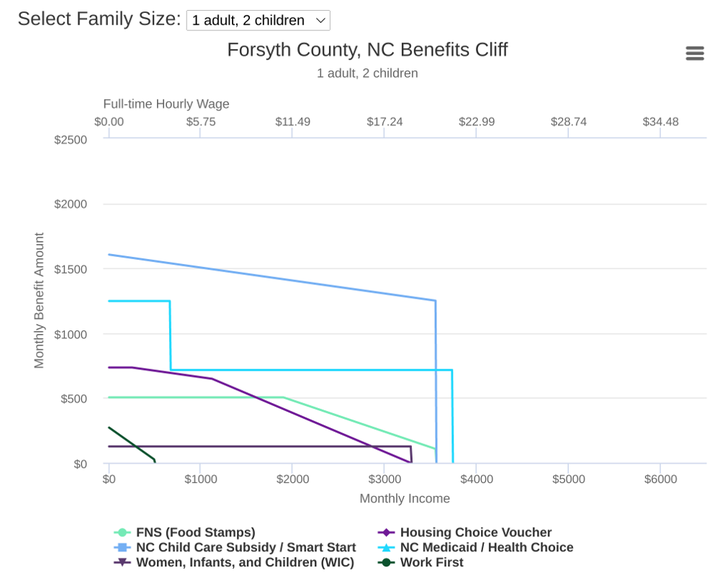 Select Family Size: 1 adult, 2 children
Forsyth County, NC Benefits Cliff
1 adult, 2 children
Full-time Hourly Wage
$0.00 $5.75 $11.49 $17.24 $22.99 $28.74 $34.48
$2500
$2000
$1500
$1000
$500
$0
Monthly Benefit Amount
$0 $1000 $2000 $3000 $4000 $5000 $6000
Monthly Income
FNS (Food Stamps) Housing Choice Voucher
NC Child Care Subsidy / Smart Start NC Medicaid / Health Choice
Women, Infants, and Children (WIC) Work First